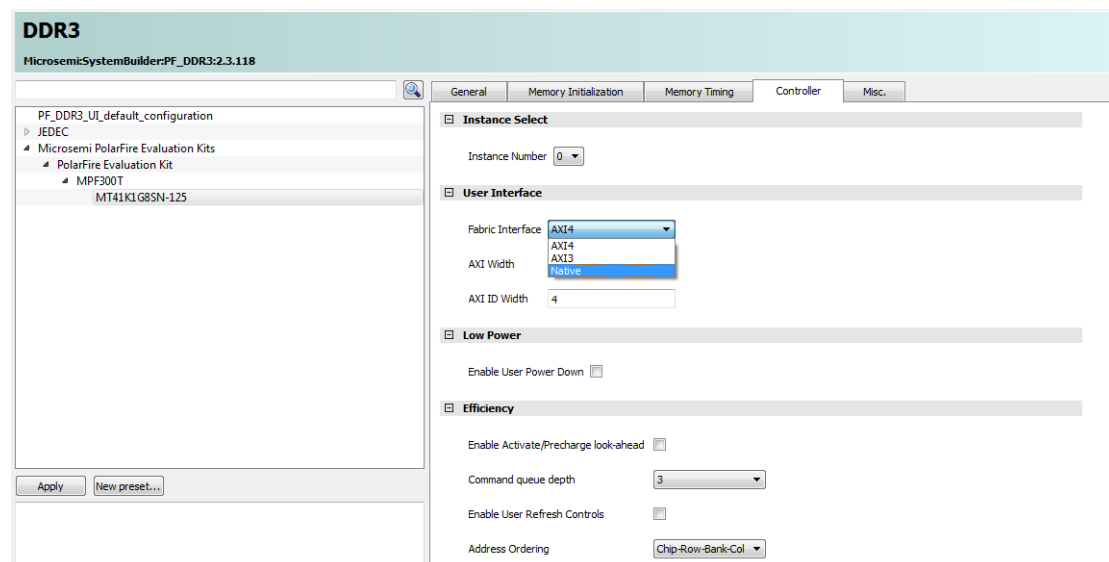 DDR3
Microsemi:SystemBuilder:PF_DDR3:2.3.118
PF_DDR3_UI_default_configuration
JEDEC
Microsemi PolarFire Evaluation Kits
PolarFire Evaluation Kit
MPF300T
MT41K1G8SN-125
Apply
New preset...
General
Memory Initialization
Memory Timing
Controller
Misc.
Instance Select
Instance Number 0
User Interface
Fabric Interface AXI4
AXI4
AXI3
Native
AXI Width
AXI ID Width 4
Low Power
Enable User Power Down
Efficiency
Enable Activate/Precharge look-ahead
Command queue depth 3
Enable User Refresh Controls
Address Ordering Chip-Row-Bank-Col